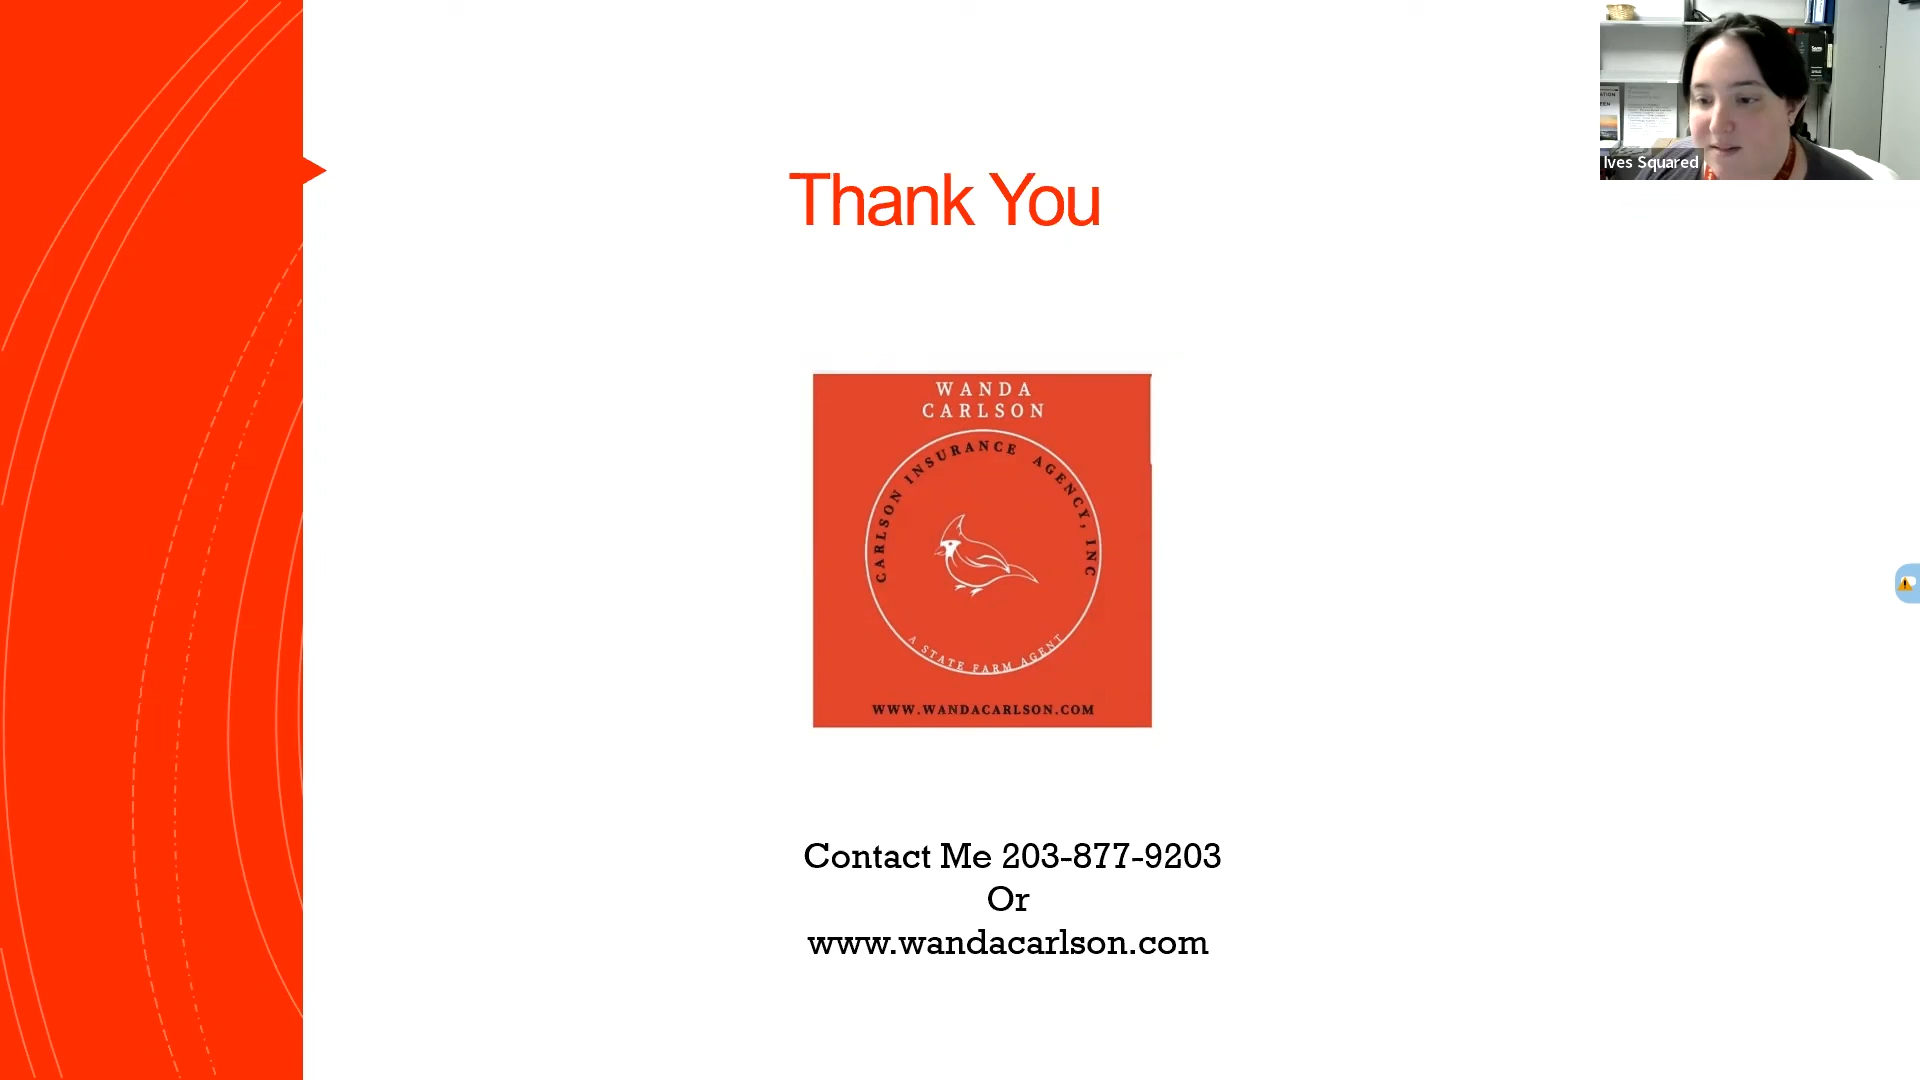 Thank You
Ives Squared
WANDA
CARLSON
CARLSON INSURANCE AGENCY, INC
A STATE FARM AGENT
WWW.WANDACARLSON.COM
Contact Me 203-877-9203
Or
www.wandacarlson.com